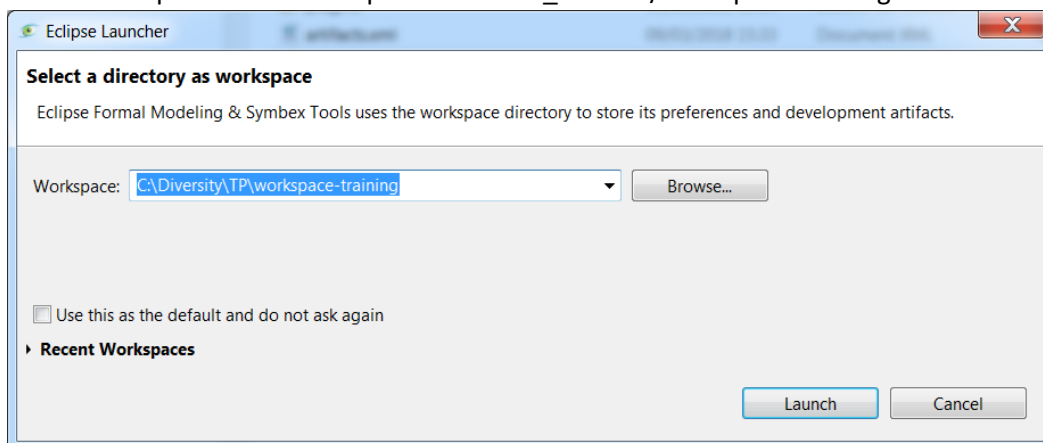 Eclipse Launcher
Select a directory as workspace
Eclipse Formal Modeling & Symbex Tools uses the workspace directory to store its preferences and development artifacts.
Workspace: C:\Diversity\TP\workspace-training Browse...
Use this as the default and do not ask again
Recent Workspaces
Launch Cancel